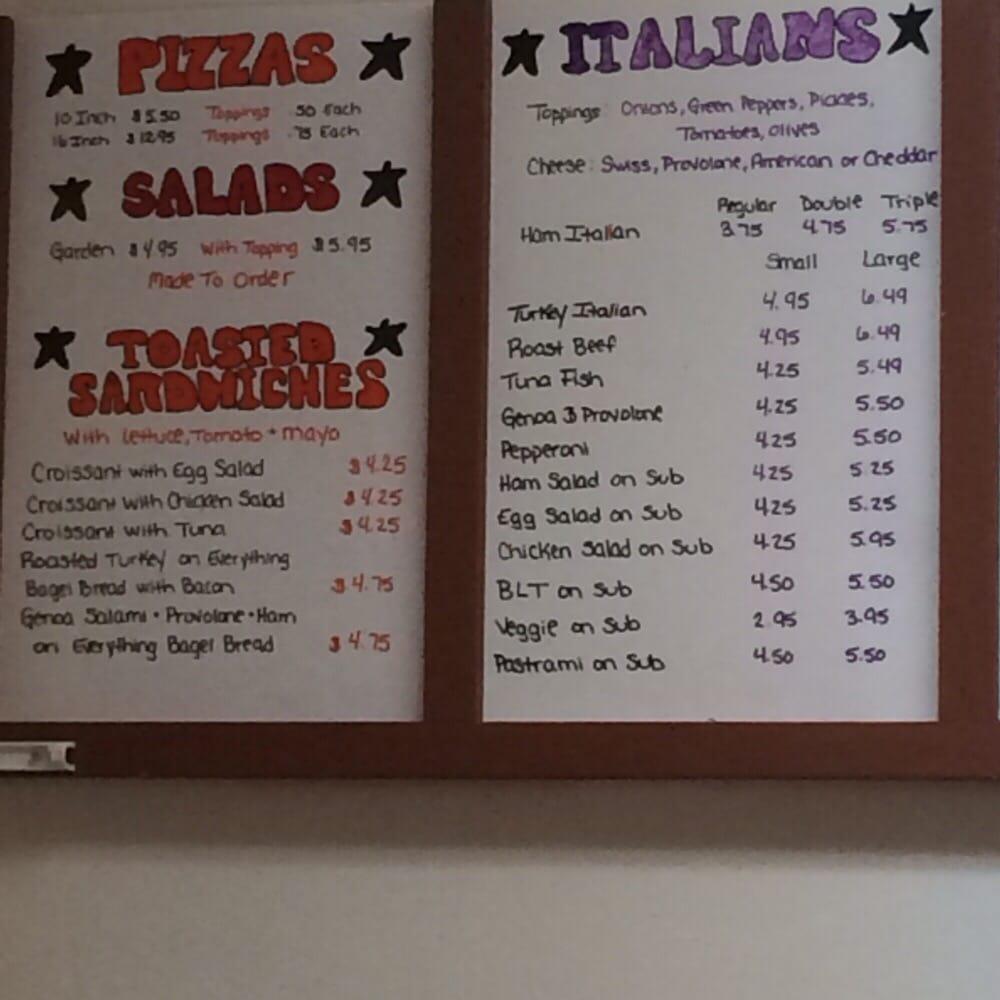 PIZZAS
10 Inch $5.50 Toppings .50 Each
16 Inch $12.95 Toppings .75 Each
SALADS
Garden $4.95 With Topping $5.95
Made To Order
TOASTED
SANDWICHES
With lettuce, Tomato + mayo
Croissant with Egg Salad $4.25
Croissant with Chicken Salad $4.25
Croissant with Tuna $4.25
Roasted Turkey on Everything
Bagel Bread with Bacon $4.75
Genoa Salami • Provolone • Ham
on Everything Bagel Bread $4.75
ITALIANS
Toppings: Onions, Green Peppers, Pickles,
Tomatoes, Olives
Cheese: Swiss, Provolone, American or Cheddar
Regular Double Triple
Ham Italian 3.75 4.75 5.75
Small Large
Turkey Italian 4.95 6.49
Roast Beef 4.95 6.49
Tuna Fish 4.25 5.49
Genoa & Provolone 4.25 5.50
Pepperoni 4.25 5.50
Ham Salad on Sub 4.25 5.25
Egg Salad on Sub 4.25 5.25
Chicken Salad on Sub 4.25 5.95
BLT on Sub 4.50 5.50
Veggie on Sub 2.95 3.95
Pastrami on Sub 4.50 5.50